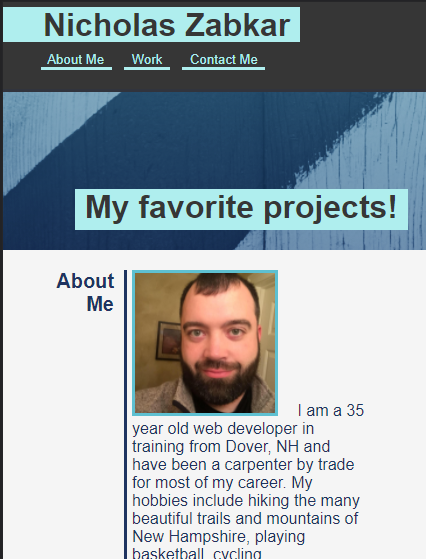 Nicholas Zabkar
About Me Work Contact Me
My favorite projects!
About
Me
I am a 35
year old web developer in
training from Dover, NH and
have been a carpenter by trade
for most of my career. My
hobbies include hiking the many
beautiful trails and mountains of
New Hampshire, playing
basketball, cycling